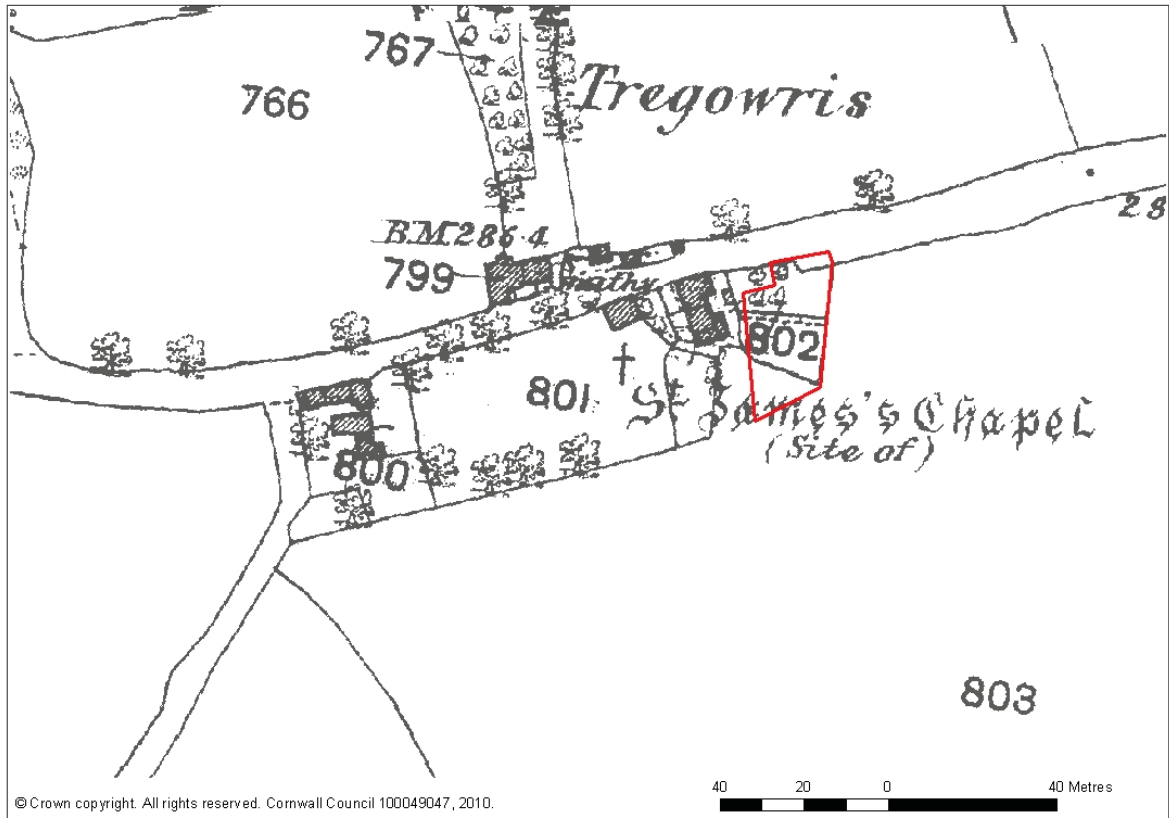 767
766
Tregowris
B.M.286.4
799
28
802
801
St James's Chapel
(Site of)
800
803
© Crown copyright. All rights reserved. Cornwall Council 100049047, 2010.
40 20 0 40 Metres